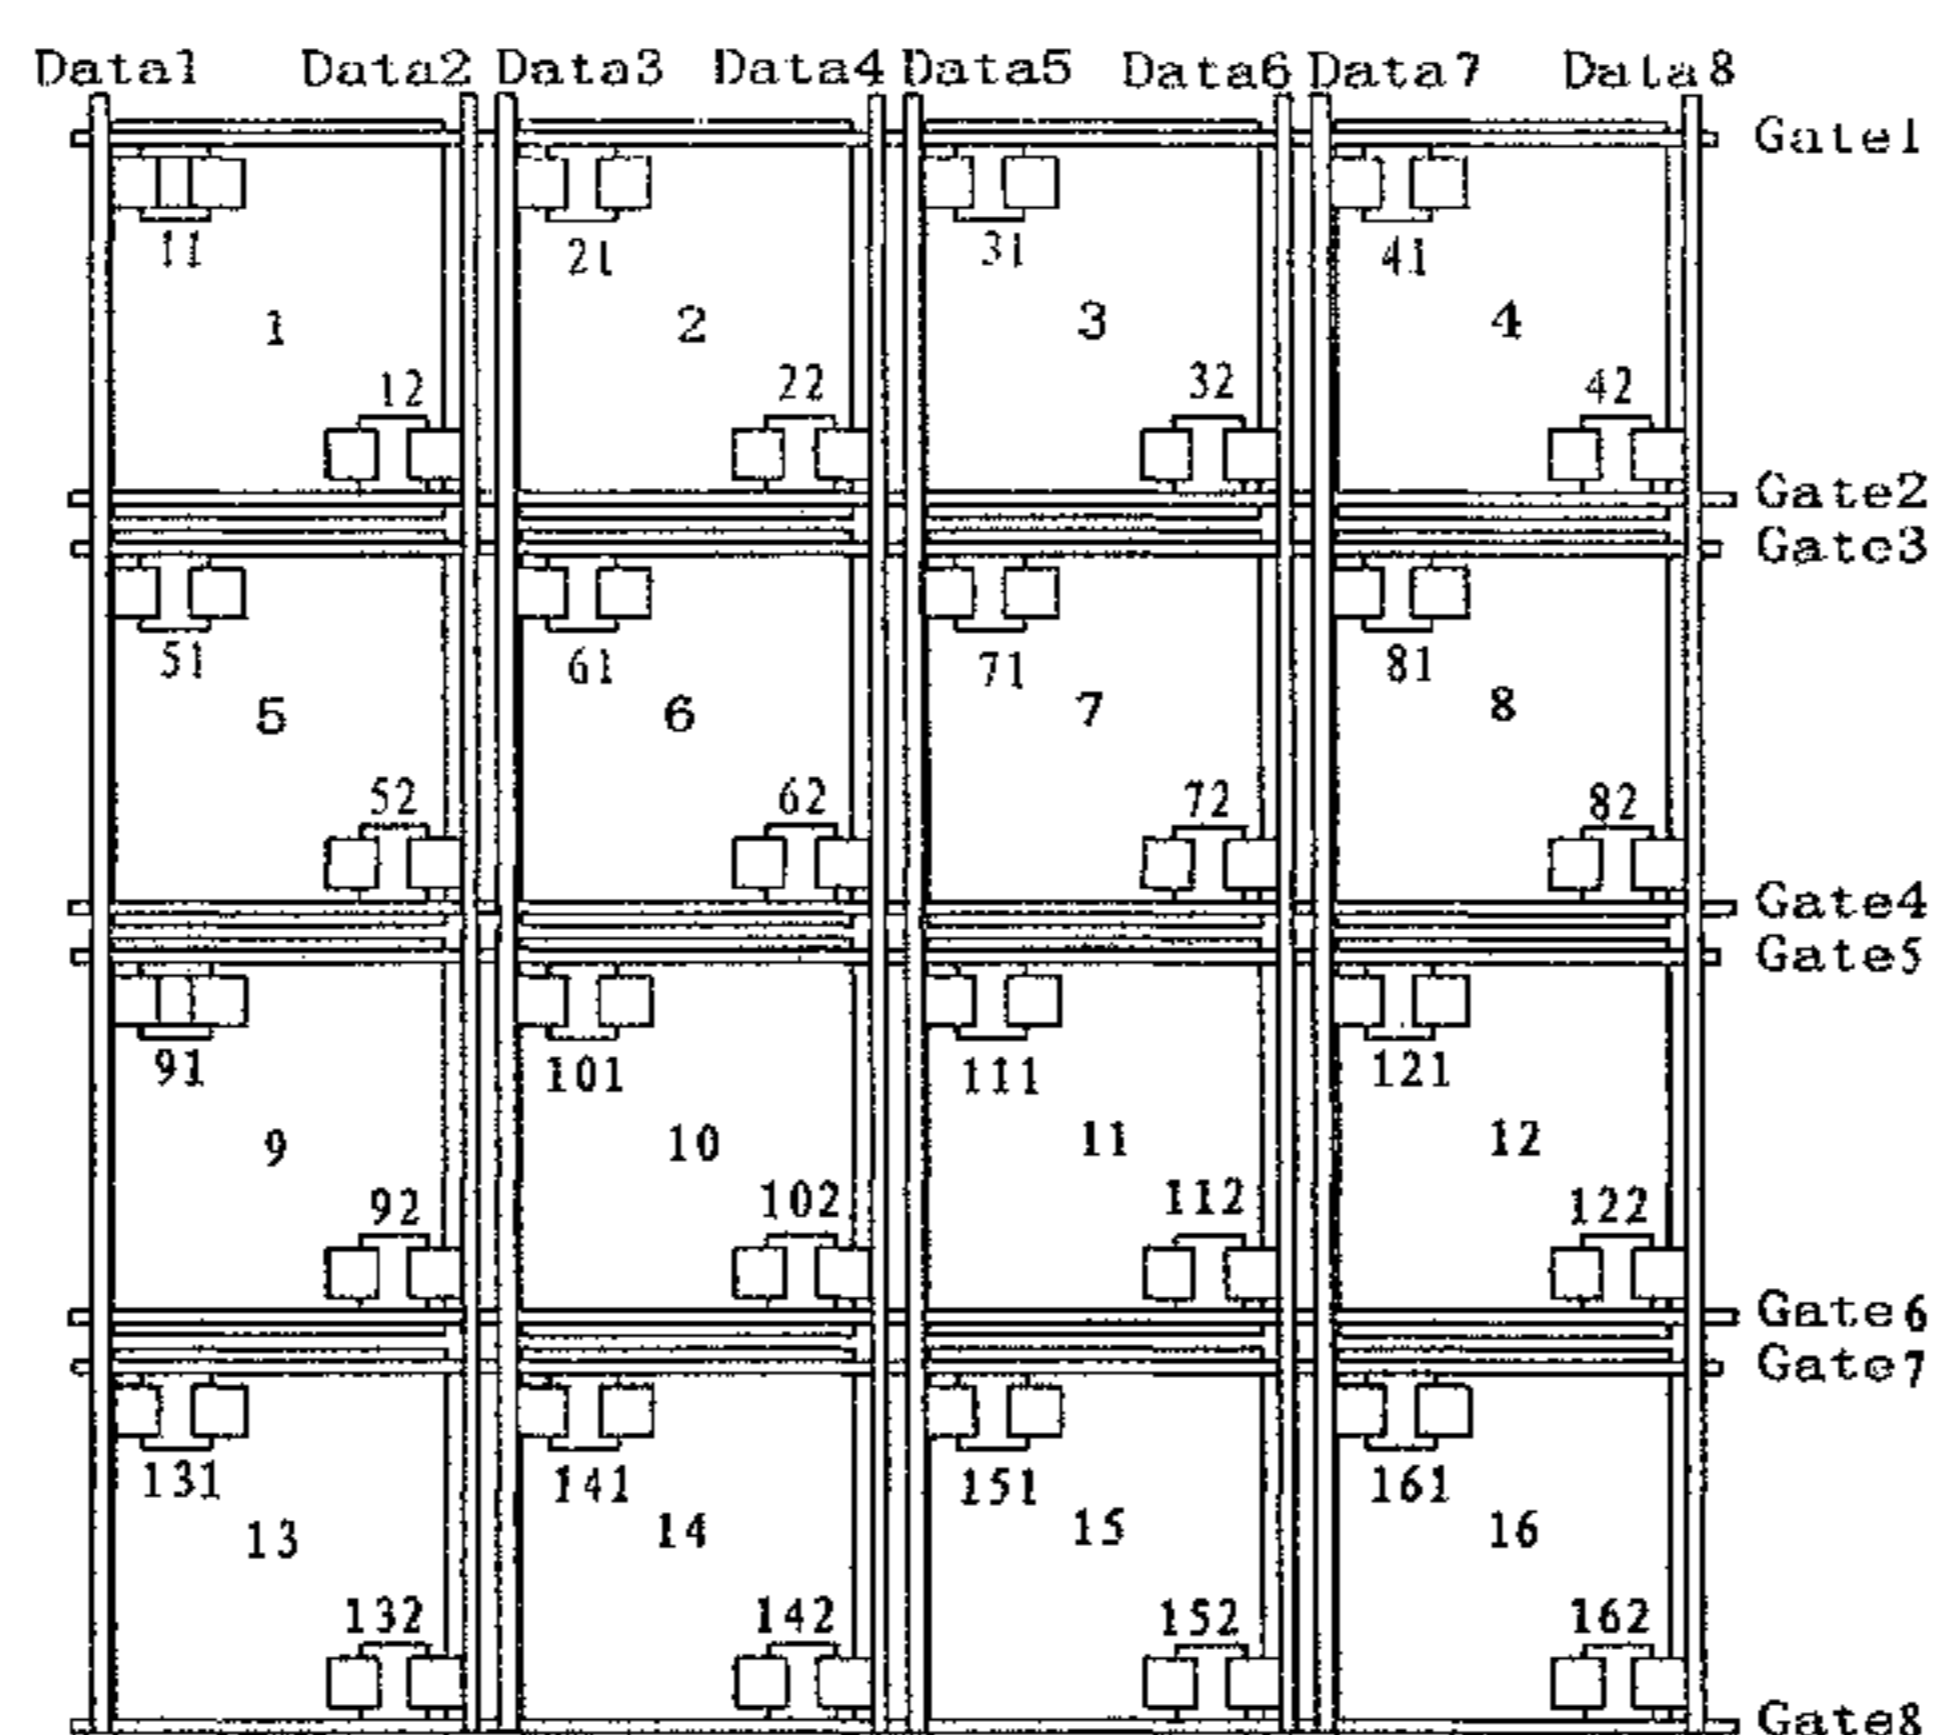 Data1 Data2 Data3 Data4 Data5 Data6 Data7 Data8
Gate1
11 21 31 41
1 2 3 4
12 22 32 42
Gate2
Gate3
51 61 71 81
5 6 7 8
52 62 72 82
Gate4
Gate5
91 101 111 121
9 10 11 12
92 102 112 122
Gate6
Gate7
131 141 151 161
13 14 15 16
132 142 152 162
Gate8